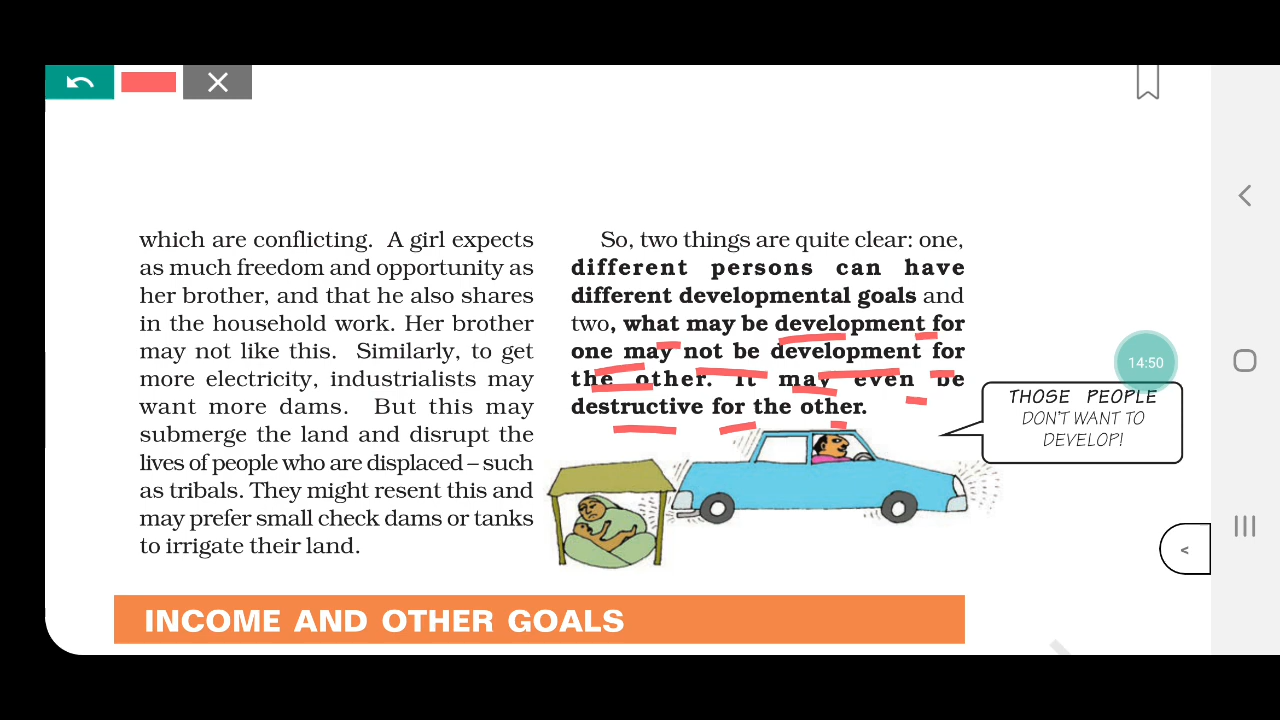 which are conflicting. A girl expects
as much freedom and opportunity as
her brother, and that he also shares
in the household work. Her brother
may not like this. Similarly, to get
more electricity, industrialists may
want more dams. But this may
submerge the land and disrupt the
lives of people who are displaced – such
as tribals. They might resent this and
may prefer small check dams or tanks
to irrigate their land.
So, two things are quite clear: one,
different persons can have
different developmental goals and
two, what may be development for
one may not be development for
the other. It may even be
destructive for the other.
14:50
THOSE PEOPLE
DON'T WANT TO
DEVELOP!
<
INCOME AND OTHER GOALS